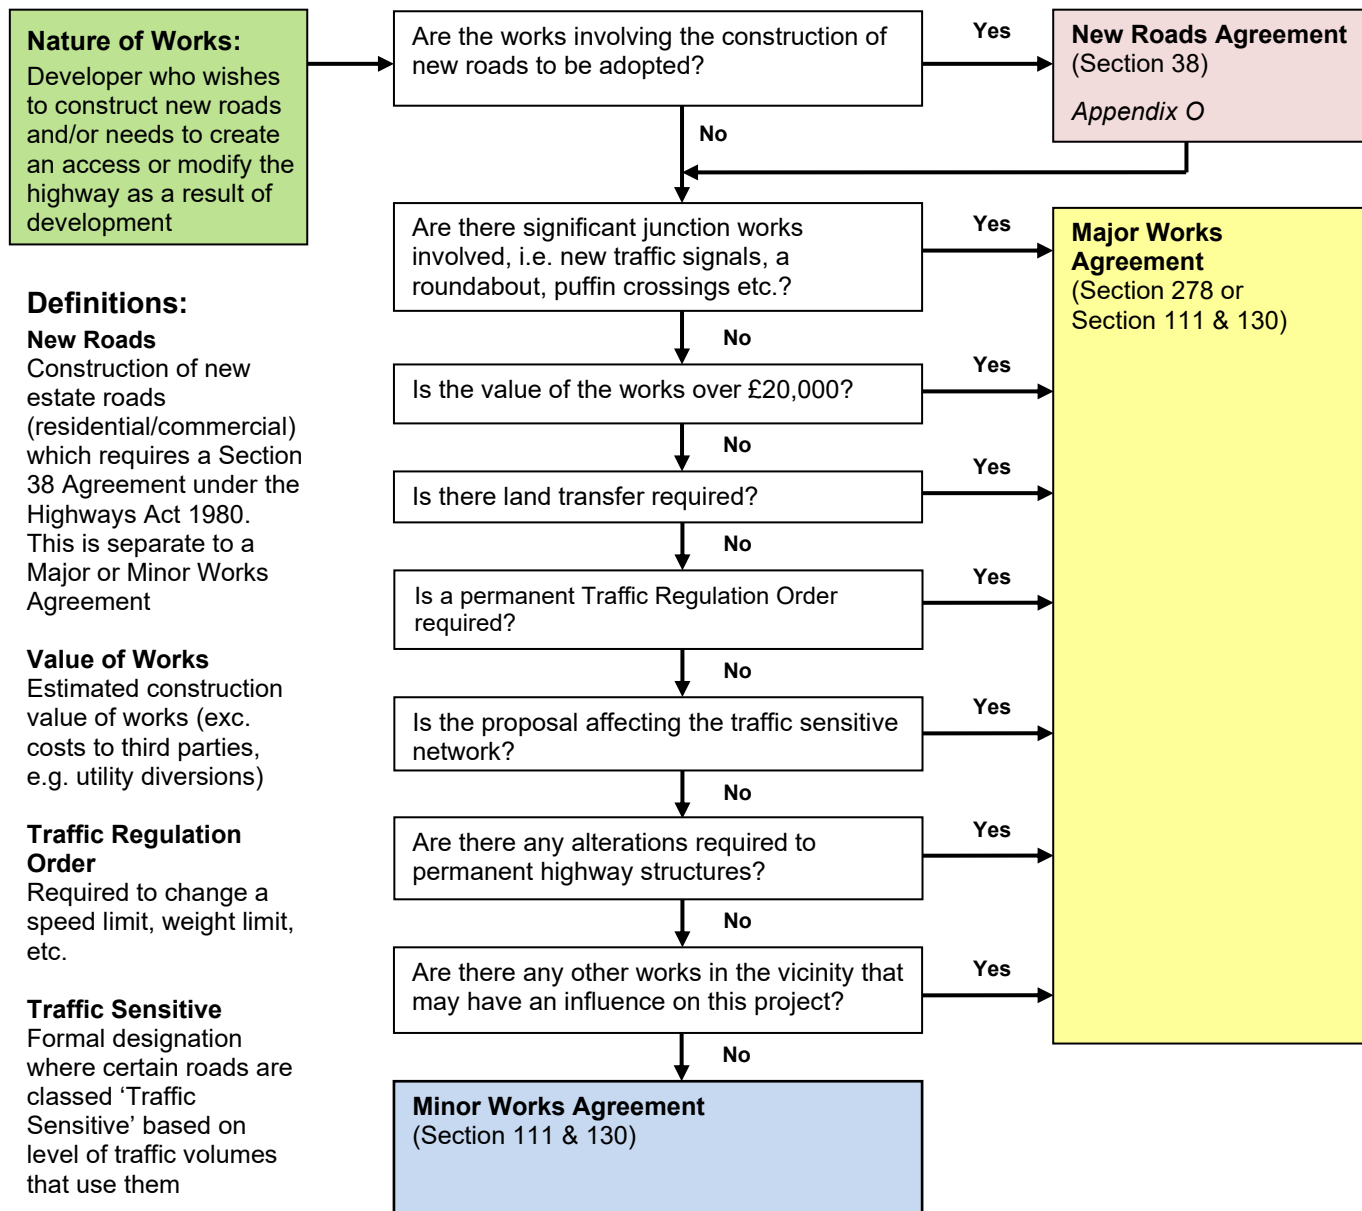 Nature of Works:
Developer who wishes
to construct new roads
and/or needs to create
an access or modify the
highway as a result of
development
Are the works involving the construction of
new roads to be adopted?
Yes
New Roads Agreement
(Section 38)
Appendix O
No
Are there significant junction works
involved, i.e. new traffic signals, a
roundabout, puffin crossings etc.?
Yes
Major Works
Agreement
(Section 278 or
Section 111 & 130)
No
Is the value of the works over £20,000?
Yes
No
Is there land transfer required?
Yes
No
Is a permanent Traffic Regulation Order
required?
Yes
No
Is the proposal affecting the traffic sensitive
network?
Yes
No
Are there any alterations required to
permanent highway structures?
Yes
No
Are there any other works in the vicinity that
may have an influence on this project?
Yes
No
Minor Works Agreement
(Section 111 & 130)
Definitions:
New Roads
Construction of new
estate roads
(residential/commercial)
which requires a Section
38 Agreement under the
Highways Act 1980.
This is separate to a
Major or Minor Works
Agreement
Value of Works
Estimated construction
value of works (exc.
costs to third parties,
e.g. utility diversions)
Traffic Regulation
Order
Required to change a
speed limit, weight limit,
etc.
Traffic Sensitive
Formal designation
where certain roads are
classed ‘Traffic
Sensitive’ based on
level of traffic volumes
that use them